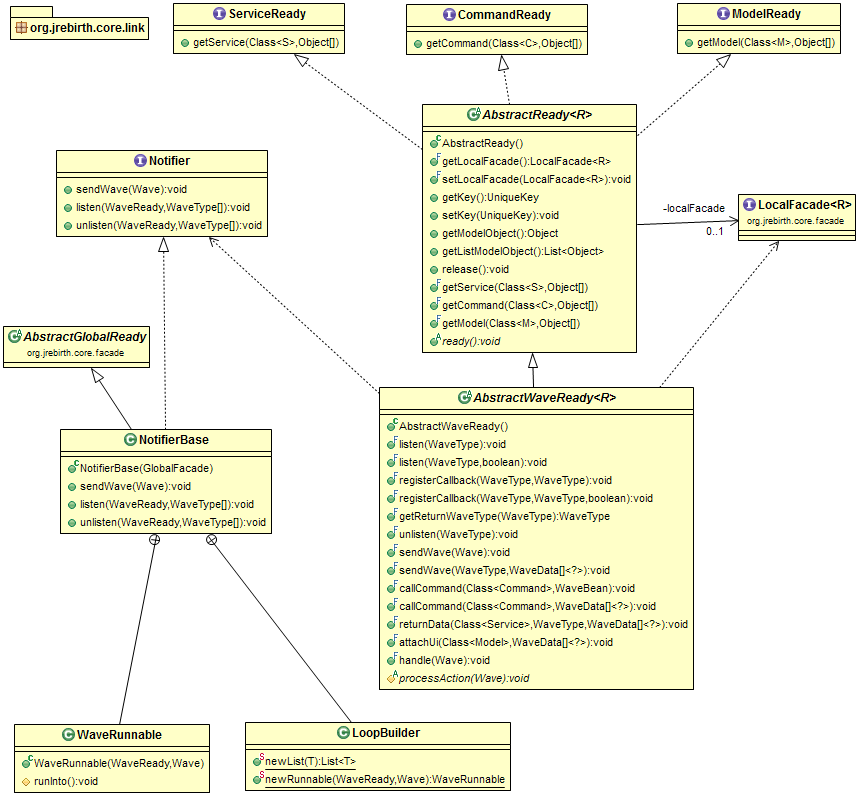 org.jrebirth.core.link
ServiceReady
getService(Class<S>,Object[])
CommandReady
getCommand(Class<C>,Object[])
ModelReady
getModel(Class<M>,Object[])
AbstractReady<R>
AbstractReady()
getLocalFacade():LocalFacade<R>
setLocalFacade(LocalFacade<R>):void
getKey():UniqueKey
setKey(UniqueKey):void
getModelObject():Object
getListModelObject():List<Object>
release():void
getService(Class<S>,Object[])
getCommand(Class<C>,Object[])
getModel(Class<M>,Object[])
ready():void
Notifier
sendWave(Wave):void
listen(WaveReady,WaveType[]):void
unlisten(WaveReady,WaveType[]):void
-localFacade
0..1
LocalFacade<R>
org.jrebirth.core.facade
AbstractGlobalReady
org.jrebirth.core.facade
NotifierBase
NotifierBase(GlobalFacade)
sendWave(Wave):void
listen(WaveReady,WaveType[]):void
unlisten(WaveReady,WaveType[]):void
AbstractWaveReady<R>
AbstractWaveReady()
listen(WaveType):void
listen(WaveType,boolean):void
registerCallback(WaveType,WaveType):void
registerCallback(WaveType,WaveType,boolean):void
getReturnWaveType(WaveType):WaveType
unlisten(WaveType):void
sendWave(Wave):void
sendWave(WaveType,WaveData[]<?>):void
callCommand(Class<Command>,WaveBean):void
callCommand(Class<Command>,WaveData[]<?>):void
returnData(Class<Service>,WaveType,WaveData[]<?>):void
attachUi(Class<Model>,WaveData[]<?>):void
handle(Wave):void
processAction(Wave):void
WaveRunnable
WaveRunnable(WaveReady,Wave)
runInto():void
LoopBuilder
newList(T):List<T>
newRunnable(WaveReady,Wave):WaveRunnable